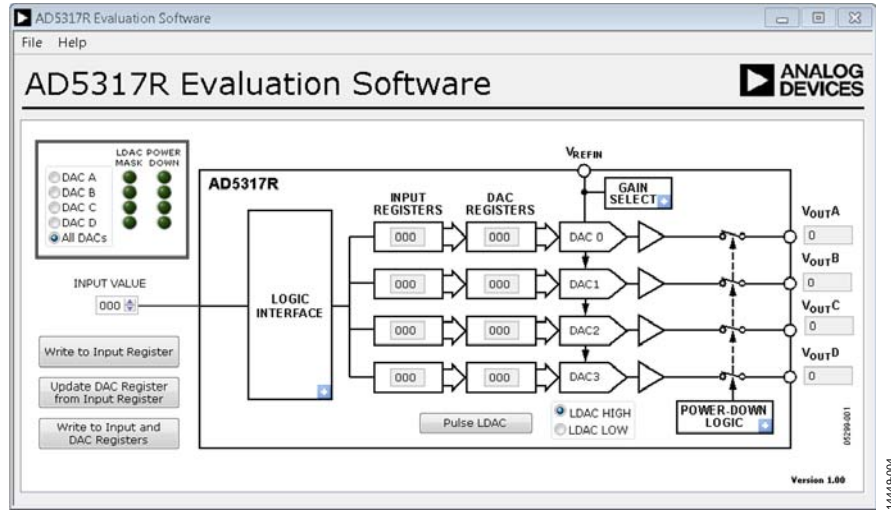 AD5317R Evaluation Software
File Help
AD5317R Evaluation Software
ANALOG
DEVICES
LDAC POWER
MASK DOWN
DAC A
DAC B
DAC C
DAC D
All DACs
INPUT VALUE
000
Write to Input Register
Update DAC Register
from Input Register
Write to Input and
DAC Registers
AD5317R
LOGIC
INTERFACE
INPUT
REGISTERS
DAC
REGISTERS
VREFIN
GAIN
SELECT
000 000 DAC 0
000 000 DAC1
000 000 DAC2
000 000 DAC3
Pulse LDAC
LDAC HIGH
LDAC LOW
POWER-DOWN
LOGIC
VOUTA
0
VOUTB
0
VOUTC
0
VOUTD
0
05299-001
Version 1.00
14449-004